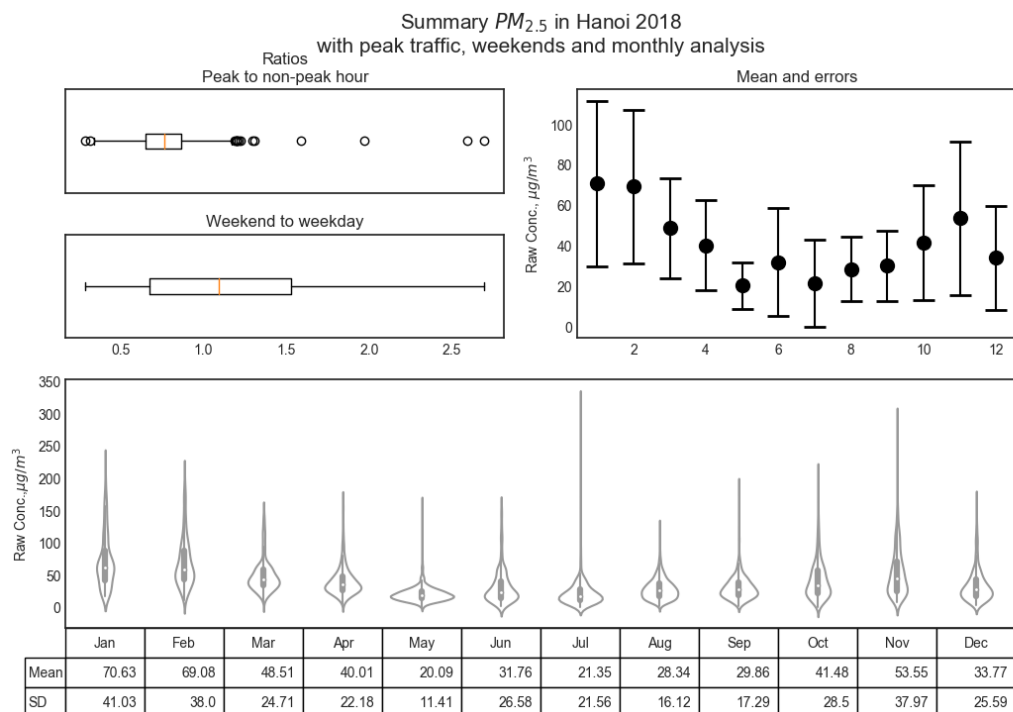 Summary PM2.5 in Hanoi 2018
with peak traffic, weekends and monthly analysis
Ratios
Peak to non-peak hour
Weekend to weekday
0.5 1.0 1.5 2.0 2.5
Mean and errors
Raw Conc., μg/m³
100
80
60
40
20
0
2 4 6 8 10 12
Raw Conc.,μg/m³
350
300
250
200
150
100
50
0
Jan Feb Mar Apr May Jun Jul Aug Sep Oct Nov Dec
Mean 70.63 69.08 48.51 40.01 20.09 31.76 21.35 28.34 29.86 41.48 53.55 33.77
SD 41.03 38.0 24.71 22.18 11.41 26.58 21.56 16.12 17.29 28.5 37.97 25.59